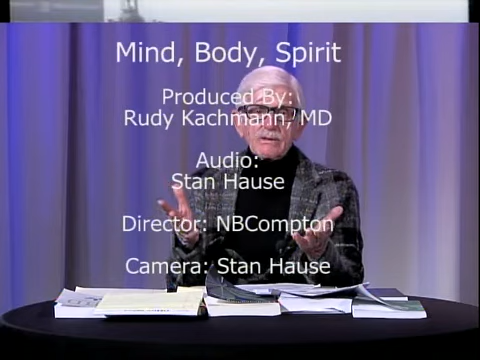 Mind, Body, Spirit
Produced By:
Rudy Kachmann, MD
Audio:
Stan Hause
Director: NBCompton
Camera: Stan Hause